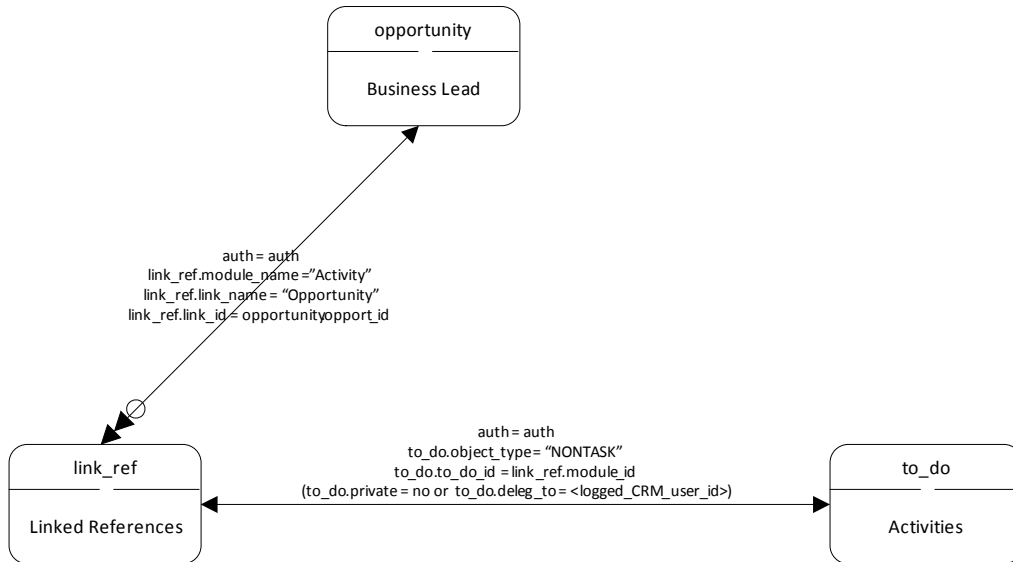 opportunity
Business Lead
auth = auth
link_ref.module_name =”Activity”
link_ref.link_name = “Opportunity”
link_ref.link_id = opportunityopport_id
auth = auth
to_do.object_type= “NONTASK”
to_do.to_do_id = link_ref.module_id
(to_do.private = no or to_do.deleg_to = <logged_CRM_user_id>)
link_ref
Linked References
to_do
Activities